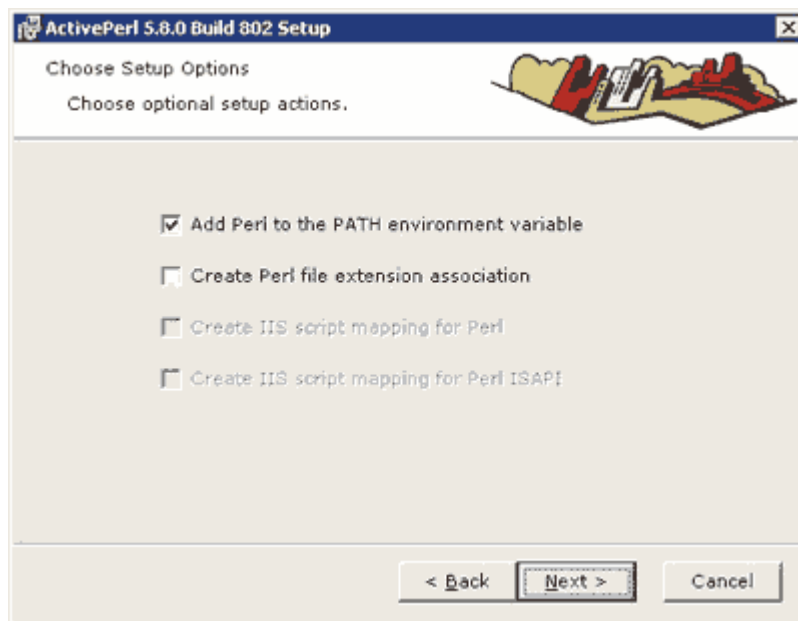 ActivePerl 5.8.0 Build 802 Setup
Choose Setup Options
Choose optional setup actions.
Add Perl to the PATH environment variable
Create Perl file extension association
Create IIS script mapping for Perl
Create IIS script mapping for Perl ISAPI
< Back Next > Cancel